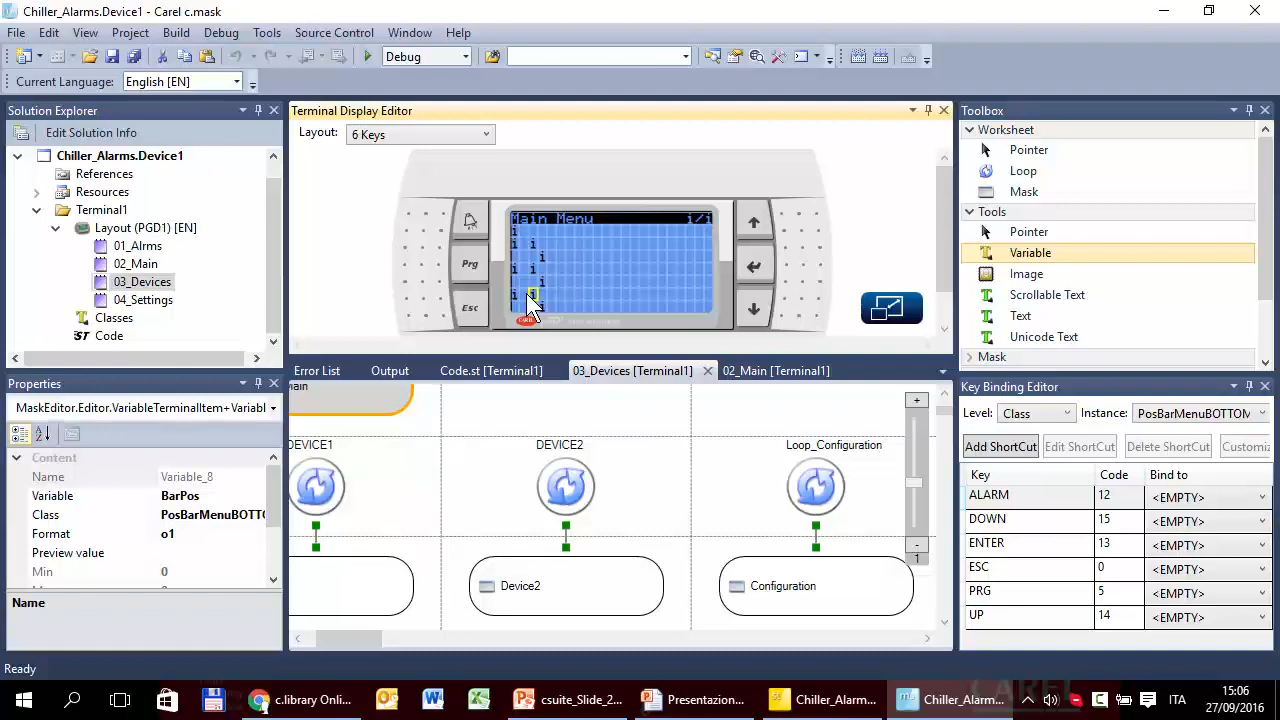 Chiller_Alarms.Device1 - Carel c.mask
File Edit View Project Build Debug Tools Source Control Window Help
Debug
Current Language: English [EN]
Solution Explorer
Edit Solution Info
Chiller_Alarms.Device1
References
Resources
Terminal1
Layout (PGD1) [EN]
01_Alrms
02_Main
03_Devices
04_Settings
Classes
ST Code
Properties
MaskEditor.Editor.VariableTerminalItem+Variabl
Content
Name Variable_8
Variable BarPos
Class PosBarMenuBOTTO
Format o1
Preview value
Min 0
Name
Terminal Display Editor
Layout: 6 Keys
Main Menu i/i
i
i i
i
i i
i
i i
i
Prg
Esc
CAREL
Error List Output Code.st [Terminal1] 03_Devices [Terminal1] 02_Main [Terminal1]
Main
DEVICE1 DEVICE2 Loop_Configuration
Device2 Configuration
+
-
1
Toolbox
Worksheet
Pointer
Loop
Mask
Tools
Pointer
Variable
Image
Scrollable Text
Text
Unicode Text
Mask
Key Binding Editor
Level: Class Instance: PosBarMenuBOTTOM
Add ShortCut Edit ShortCut Delete ShortCut Customiz
Key Code Bind to
ALARM 12 <EMPTY>
DOWN 15 <EMPTY>
ENTER 13 <EMPTY>
ESC 0 <EMPTY>
PRG 5 <EMPTY>
UP 14 <EMPTY>
Ready
c.library Onli... csuite_Slide_2... Presentazion... Chiller_Alarm... Chiller_Alarm... ITA 15:06
27/09/2016